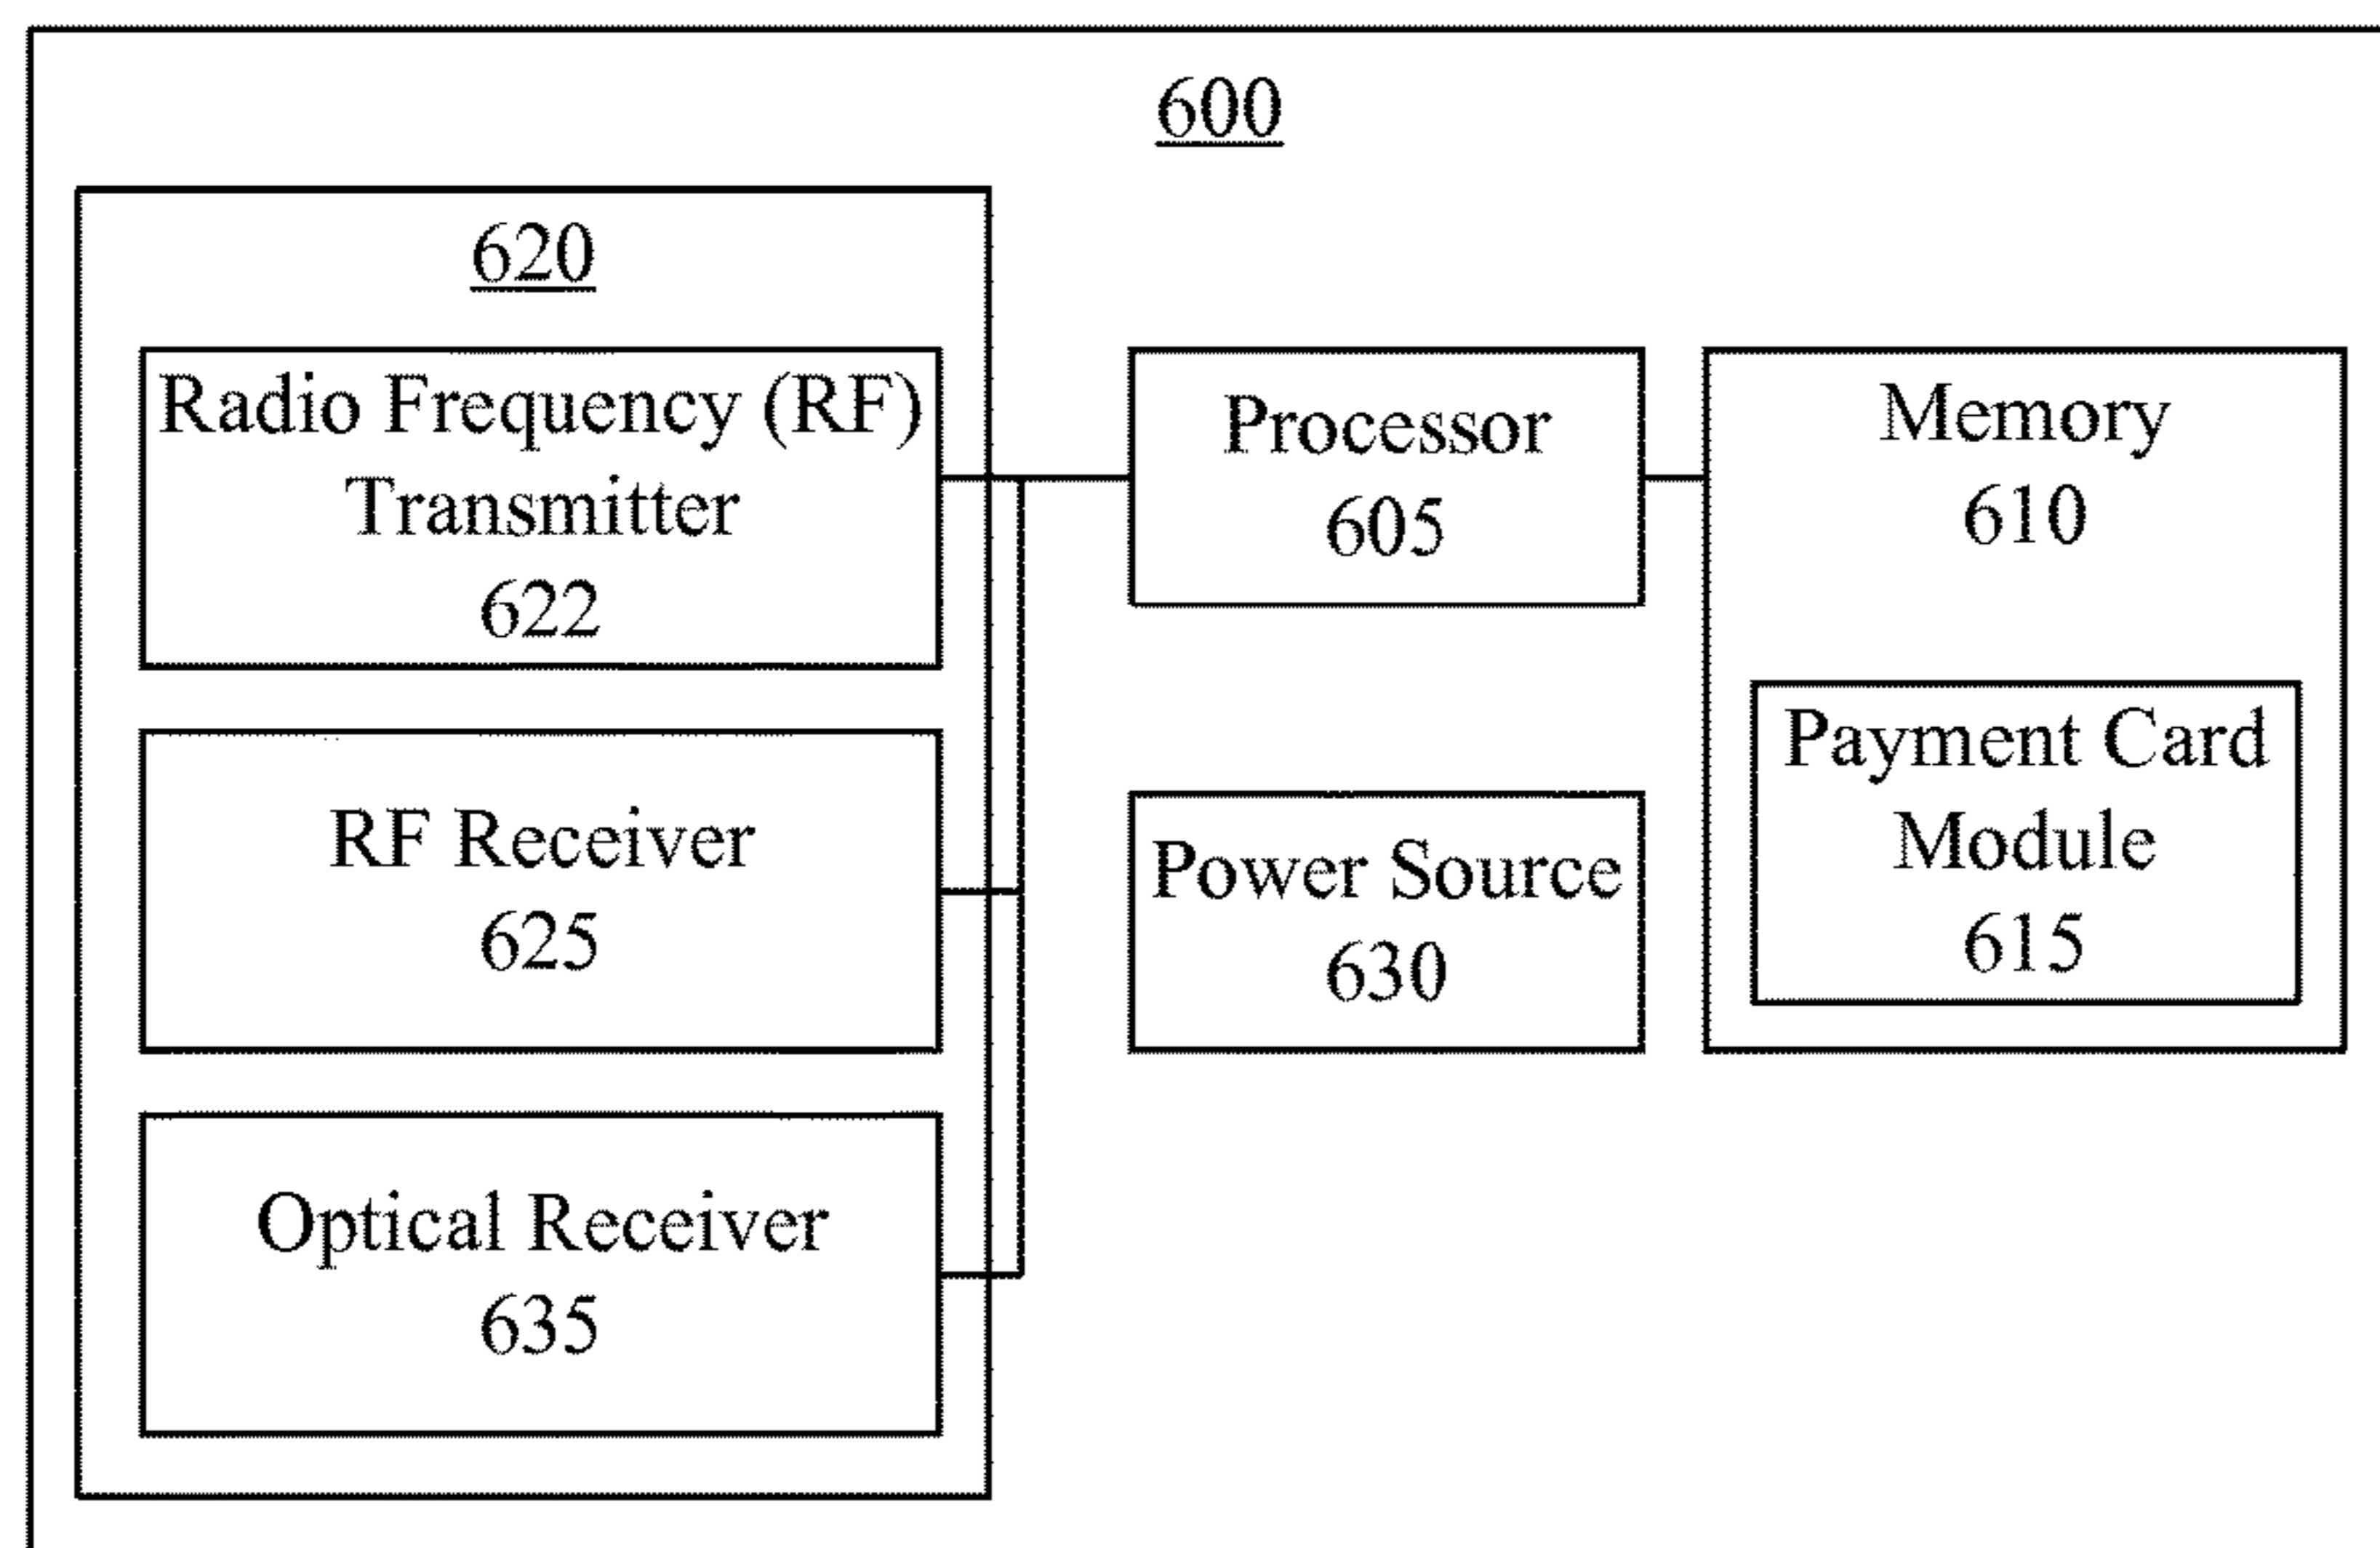 600
620
Radio Frequency (RF)
Transmitter
622
RF Receiver
625
Optical Receiver
635
Processor
605
Power Source
630
Memory
610
Payment Card
Module
615